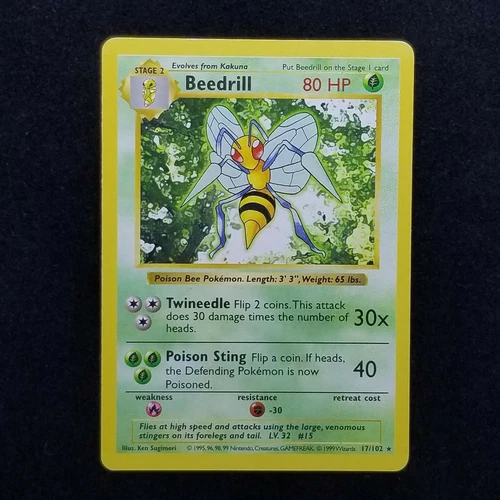 STAGE 2
Evolves from Kakuna
Put Beedrill on the Stage 1 card
Beedrill
80 HP
Poison Bee Pokémon. Length: 3' 3", Weight: 65 lbs.
Twineedle Flip 2 coins. This attack
does 30 damage times the number of
heads.
30x
Poison Sting Flip a coin. If heads,
the Defending Pokémon is now
Poisoned.
40
weakness
resistance
retreat cost
-30
Flies at high speed and attacks using the large, venomous
stingers on its forelegs and tail. LV. 32 #15
Illus. Ken Sugimori
© 1995, 96, 98, 99 Nintendo, Creatures, GAMEFREAK. © 1999 Wizards.
17/102 ★